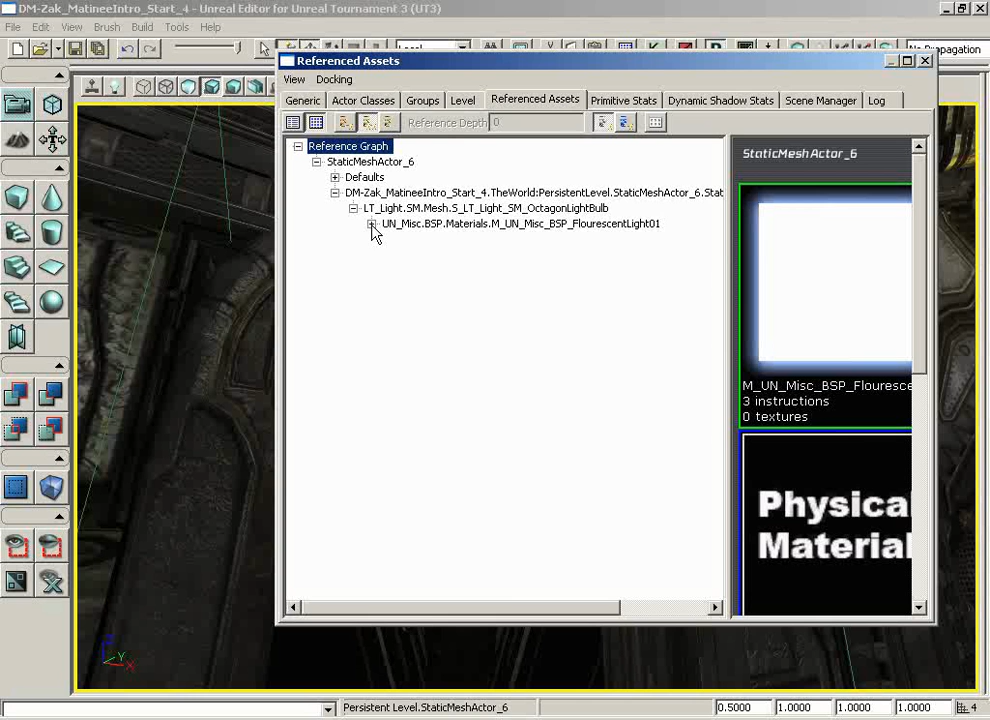 DM-Zak_MatineeIntro_Start_4 - Unreal Editor for Unreal Tournament 3 (UT3)
File Edit View Brush Build Tools Help
No Propagation
Referenced Assets
View Docking
Generic Actor Classes Groups Level Referenced Assets Primitive Stats Dynamic Shadow Stats Scene Manager Log
Reference Depth 0
Reference Graph
StaticMeshActor_6
Defaults
DM-Zak_MatineeIntro_Start_4.TheWorld:PersistentLevel.StaticMeshActor_6.Stat
LT_Light.SM.Mesh.S_LT_Light_SM_OctagonLightBulb
UN_Misc.BSP.Materials.M_UN_Misc_BSP_FlourescentLight01
StaticMeshActor_6
M_UN_Misc_BSP_Flouresce
3 instructions
0 textures
Physica
Material
Z
Y
X
Persistent Level.StaticMeshActor_6
0.5000 1.0000 1.0000 1.0000 4